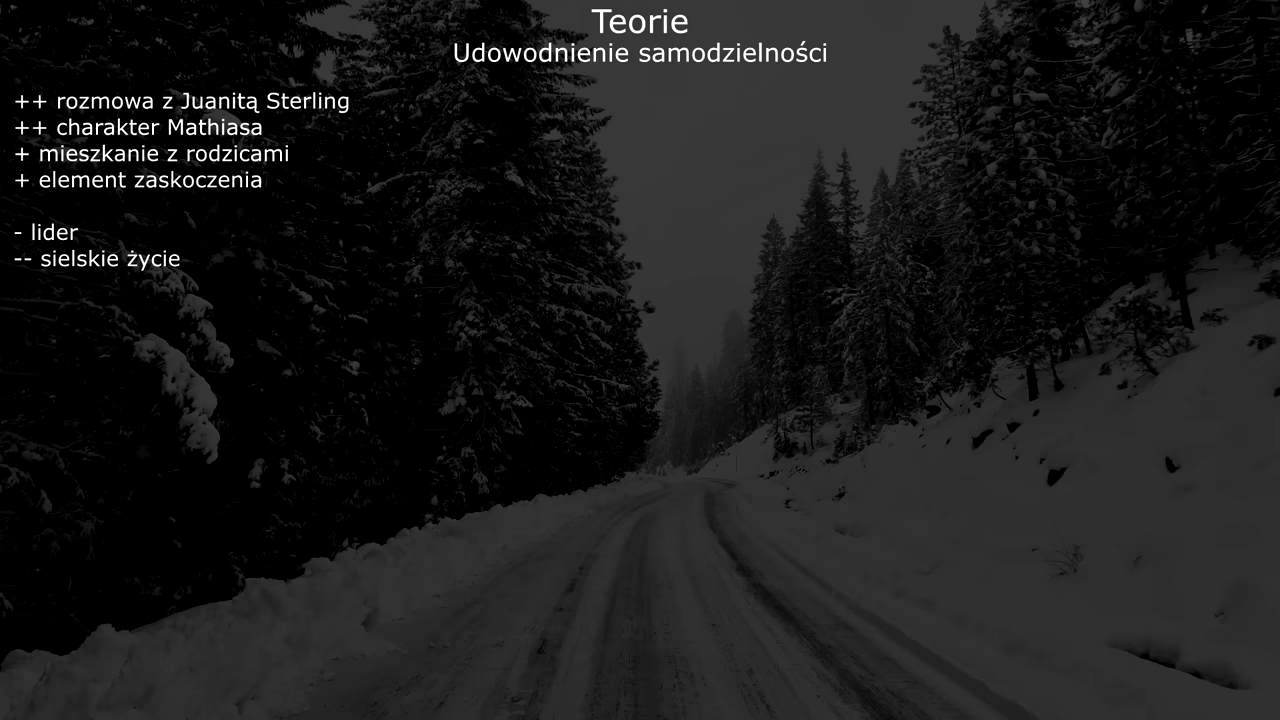 Teorie
Udowodnienie samodzielności
++ rozmowa z Juanitą Sterling
++ charakter Mathiasa
+ mieszkanie z rodzicami
+ element zaskoczenia
- lider
-- sielskie życie